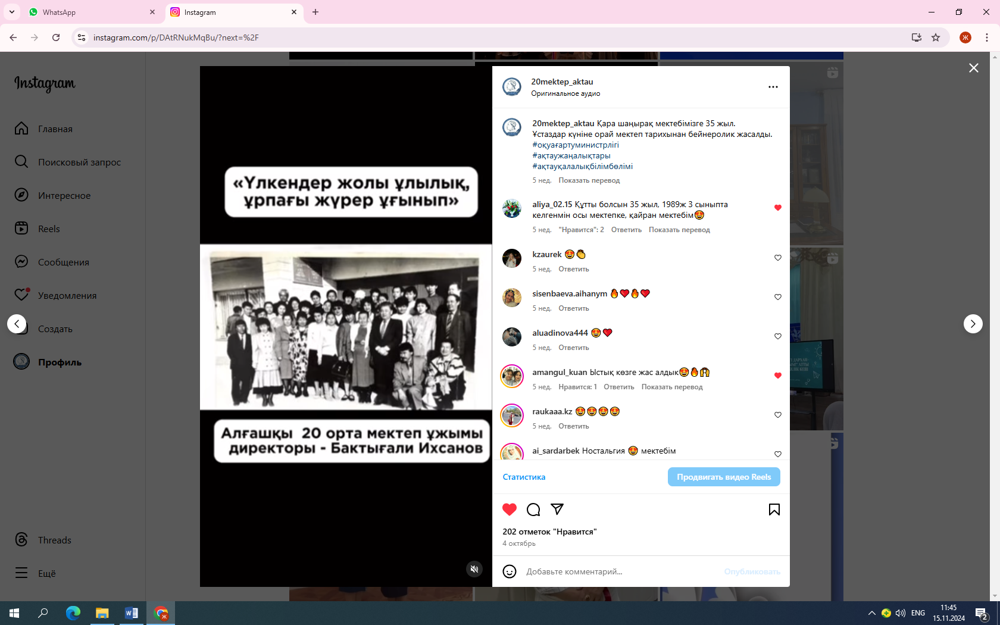 WhatsApp
Instagram
instagram.com/p/DAtRNukMqBu/?next=%2F
Ж
Instagram
Главная
Поисковый запрос
Интересное
Reels
Сообщения
Уведомления
Создать
Профиль
Threads
Ещё
«Үлкендер жолы ұлылық,
ұрпағы жүрер ұғынып»
Алғашқы 20 орта мектеп ұжымы
директоры - Бактығали Ихсанов
20mektep_aktau
Оригинальное аудио
20mektep_aktau Қара шаңырақ мектебімізге 35 жыл.
Ұстаздар күніне орай мектеп тарихынан бейнеролик жасалды.
#оқуағартуминистрлігі
#ақтаужаңалықтары
#ақтауқалалықбілімбөлімі
5 нед. Показать перевод
aliya_02.15 Құтты болсын 35 жыл, 1989ж 3 сыныпта
келгенмін осы мектепке, қайран мектебім😍
5 нед. "Нравится": 2 Ответить Показать перевод
kzaurek 😍👏
5 нед. Ответить
sisenbaeva.aihanym 🔥❤️🔥❤️
5 нед. Ответить
aluadinova444 😍❤️
5 нед. Ответить
amangul_kuan Ыстық көзге жас алдык😍🔥🫶
5 нед. Нравится: 1 Ответить Показать перевод
raukaaa.kz 😍😍😍😍
5 нед. Ответить
ai_sardarbek Ностальгия 😍 мектебім
Статистика
Продвигать видео Reels
202 отметок "Нравится"
4 октябрь
Добавьте комментарий...
Опубликовать
ENG
11:45
15.11.2024
2